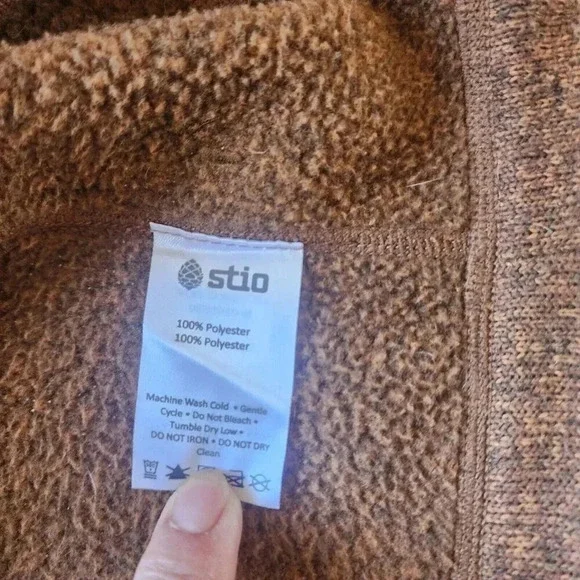 stio
100% Polyester
100% Polyester
Machine Wash Cold • Gentle
Cycle • Do Not Bleach •
Tumble Dry Low •
DO NOT IRON • DO NOT DRY
Clean